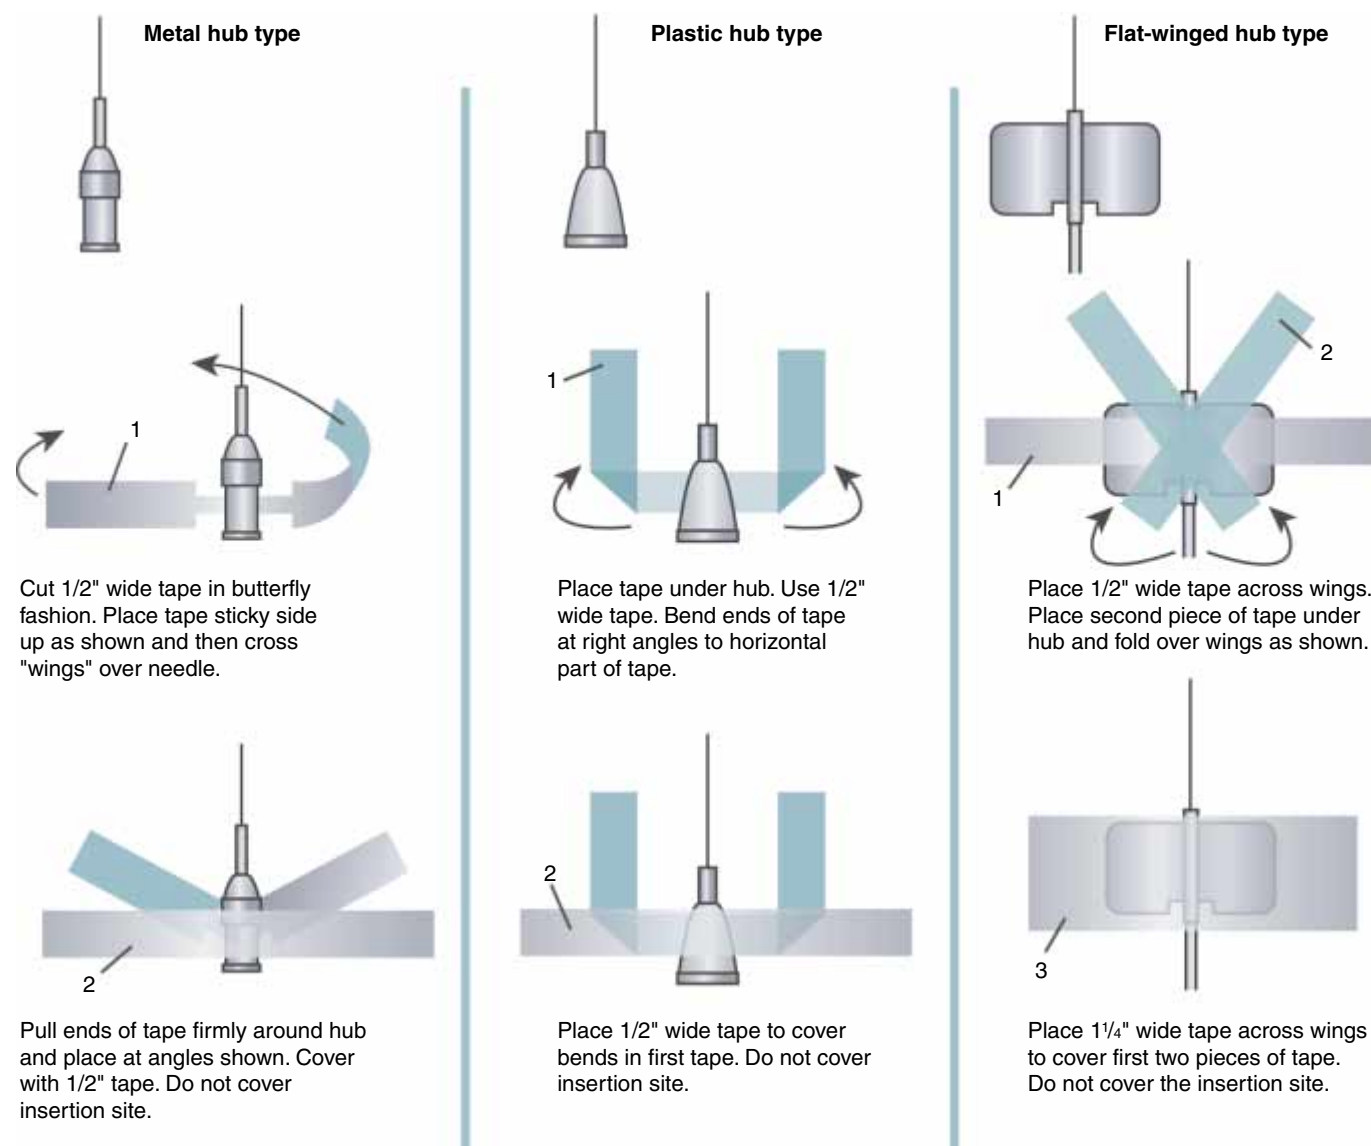 Metal hub type
1
Cut 1/2" wide tape in butterfly
fashion. Place tape sticky side
up as shown and then cross
"wings" over needle.
2
Pull ends of tape firmly around hub
and place at angles shown. Cover
with 1/2" tape. Do not cover
insertion site.
Plastic hub type
1
Place tape under hub. Use 1/2"
wide tape. Bend ends of tape
at right angles to horizontal
part of tape.
2
Place 1/2" wide tape to cover
bends in first tape. Do not cover
insertion site.
Flat-winged hub type
2
1
Place 1/2" wide tape across wings.
Place second piece of tape under
hub and fold over wings as shown.
3
Place 1 1/4" wide tape across wings
to cover first two pieces of tape.
Do not cover the insertion site.